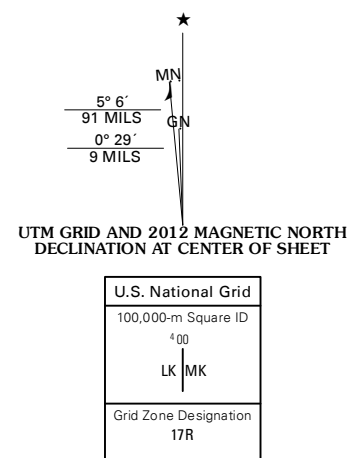 ★
MN
5° 6´
91 MILS
GN
0° 29´
9 MILS
UTM GRID AND 2012 MAGNETIC NORTH
DECLINATION AT CENTER OF SHEET
U.S. National Grid
100,000-m Square ID
⁴00
LK MK
Grid Zone Designation
17R